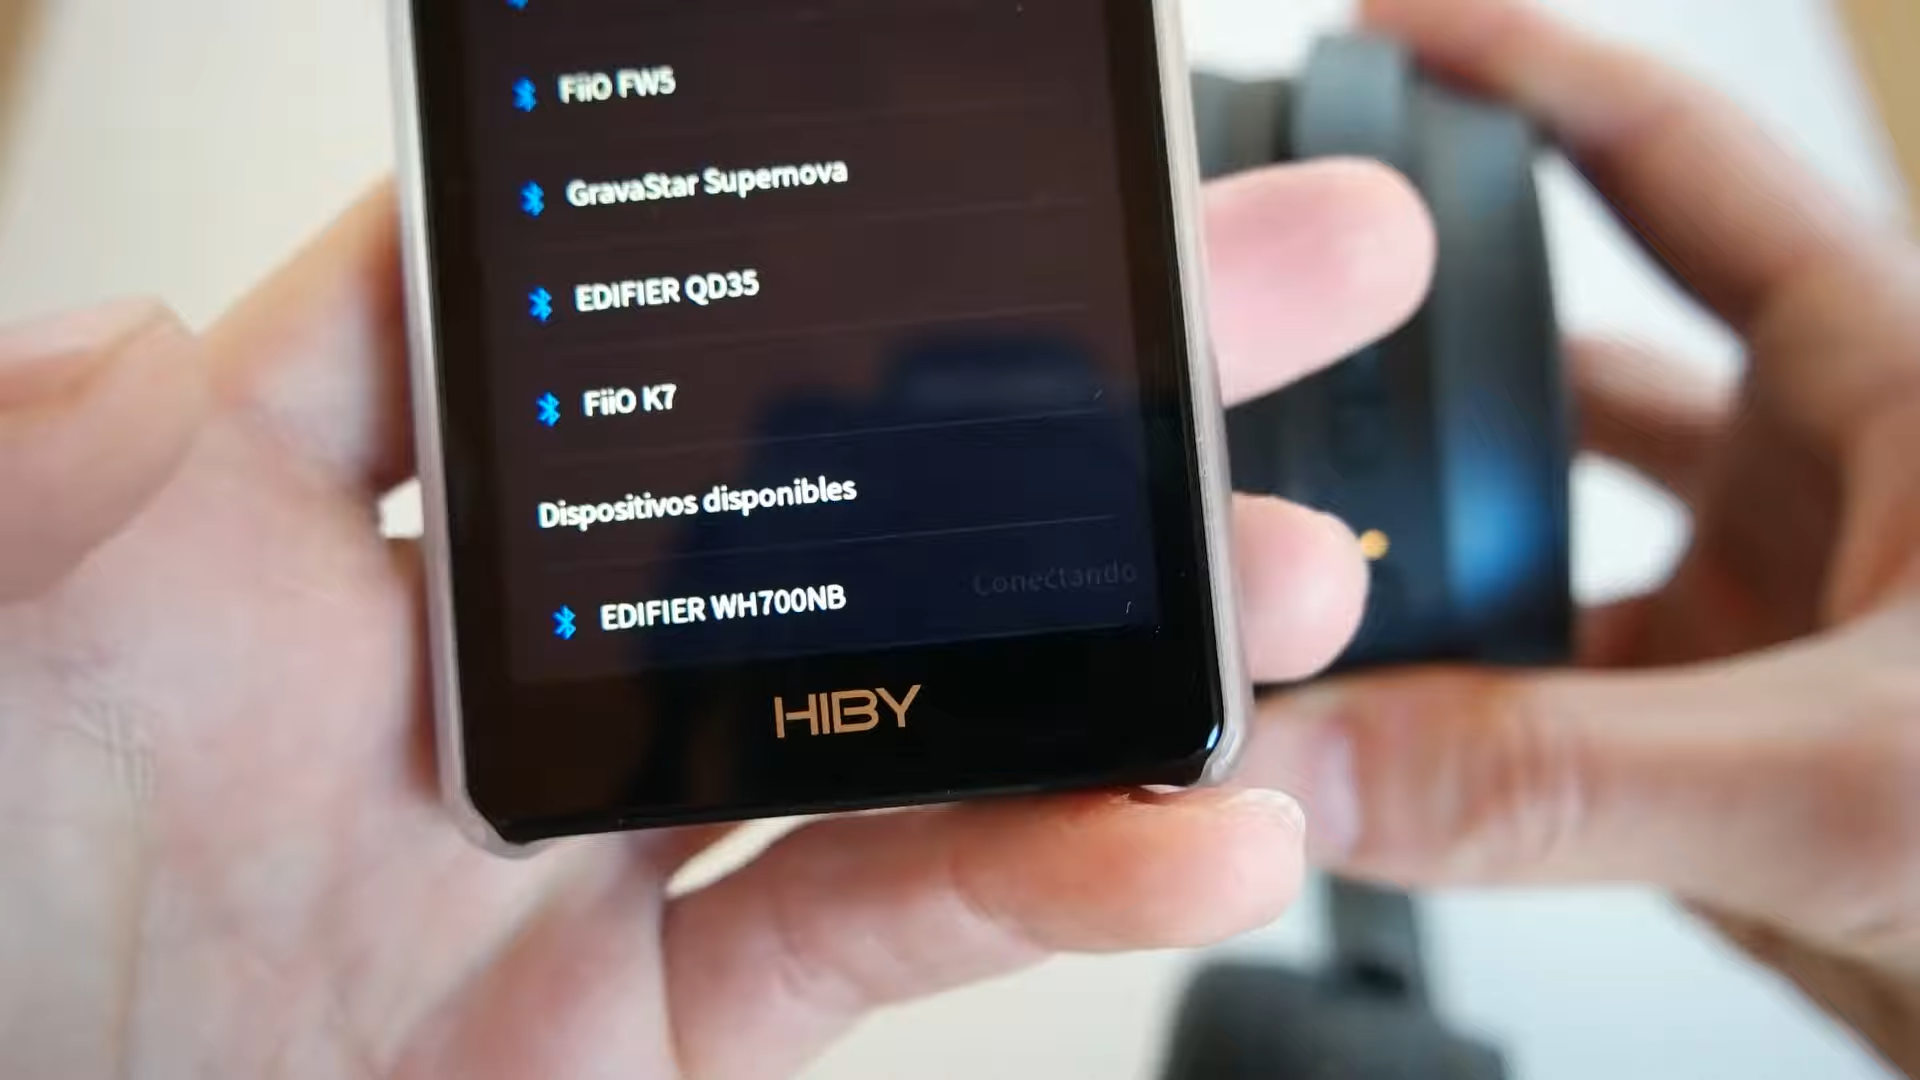 FiiO FW5
GravaStar Supernova
EDIFIER QD35
FiiO K7
Dispositivos disponibles
EDIFIER WH700NB
Conectando
HIBY